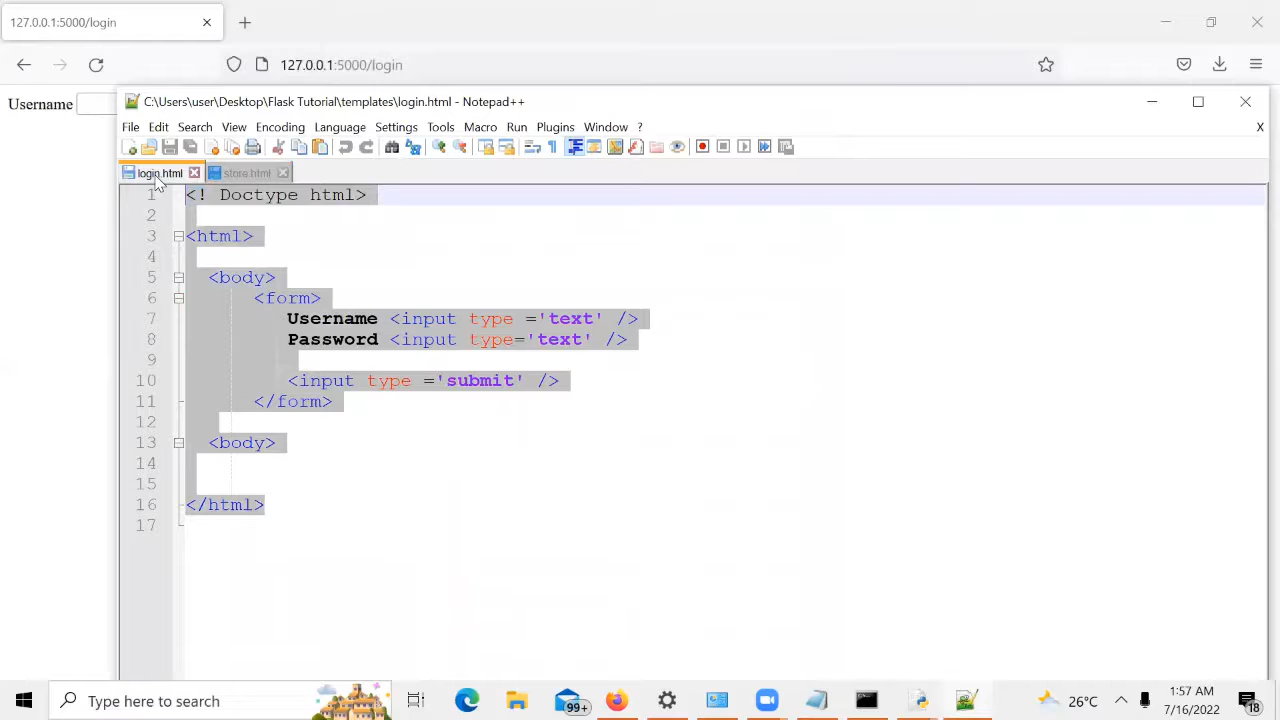 127.0.0.1:5000/login
127.0.0.1:5000/login
Username
C:\Users\user\Desktop\Flask Tutorial\templates\login.html - Notepad++
File Edit Search View Encoding Language Settings Tools Macro Run Plugins Window ? X
login.html store.html
1 <! Doctype html>
2
3 <html>
4
5 <body>
6 <form>
7 Username <input type ='text' />
8 Password <input type='text' />
9
10 <input type ='submit' />
11 </form>
12
13 <body>
14
15
16 </html>
17
Type here to search
99+
26°C
1:57 AM
7/16/2022
18